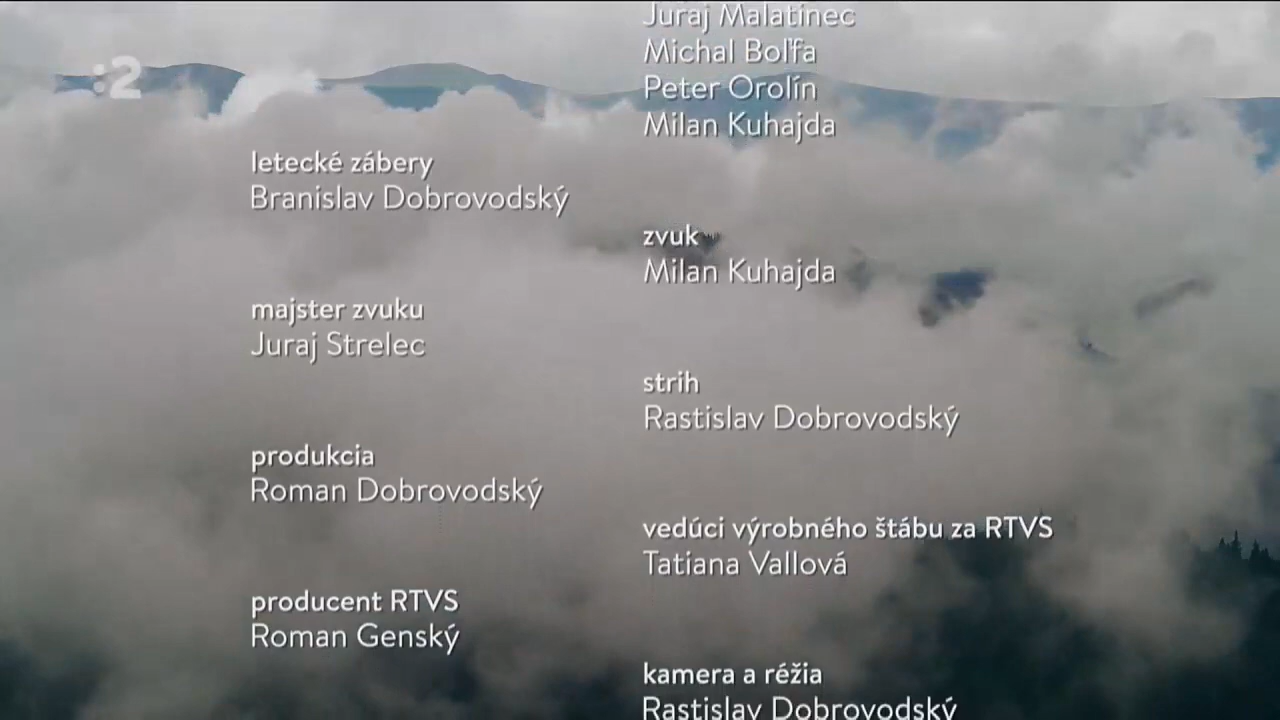 Juraj Malatinec
Michal Boľfa
Peter Orolín
Milan Kuhajda
:2
letecké zábery
Branislav Dobrovodský
zvuk
Milan Kuhajda
majster zvuku
Juraj Strelec
strih
Rastislav Dobrovodský
produkcia
Roman Dobrovodský
vedúci výrobného štábu za RTVS
Tatiana Vallová
producent RTVS
Roman Genský
kamera a réžia
Rastislav Dobrovodský